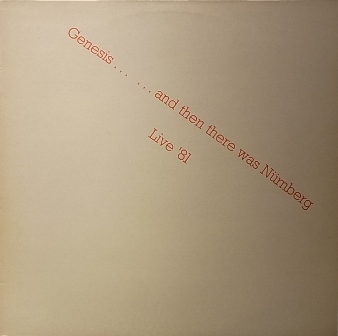 Genesis... ...and then there was Nürnberg
Live '81